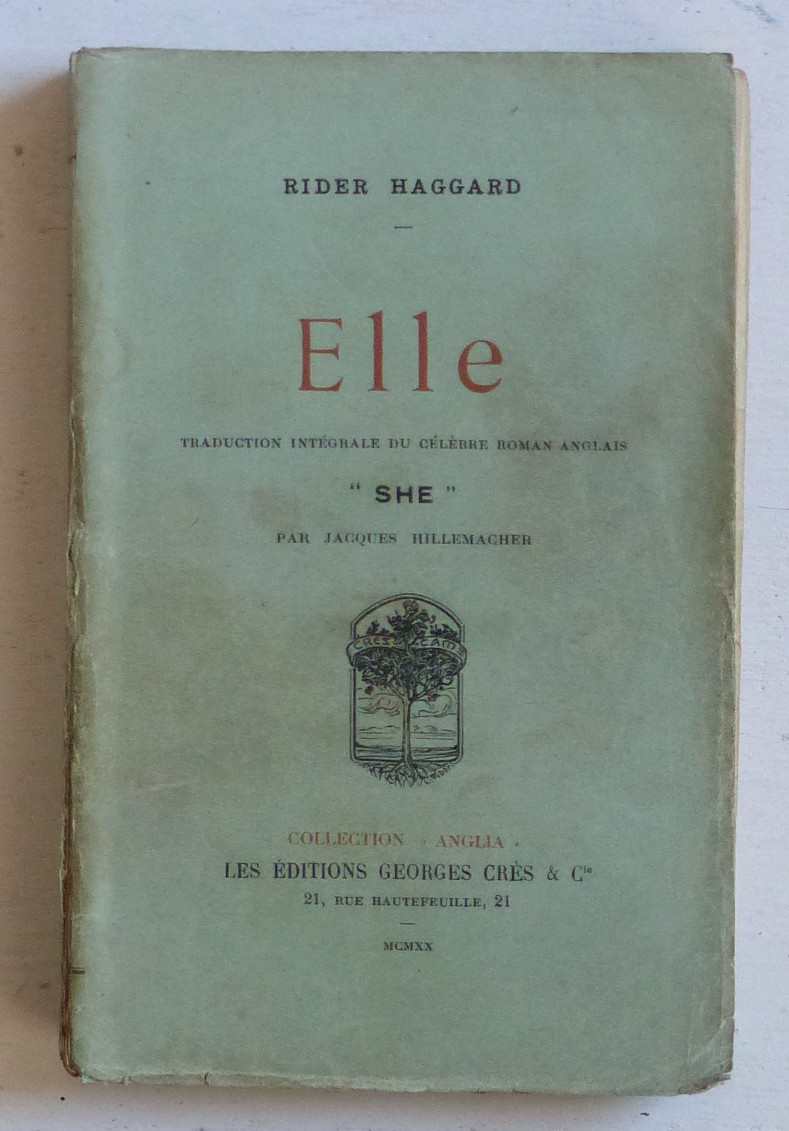 RIDER HAGGARD
Elle
TRADUCTION INTÉGRALE DU CÉLÈBRE ROMAN ANGLAIS
“ SHE ”
PAR JACQUES HILLEMACHER
CRESCAM
COLLECTION « ANGLIA »
LES ÉDITIONS GEORGES CRÈS & Cie
21, RUE HAUTEFEUILLE, 21
MCMXX